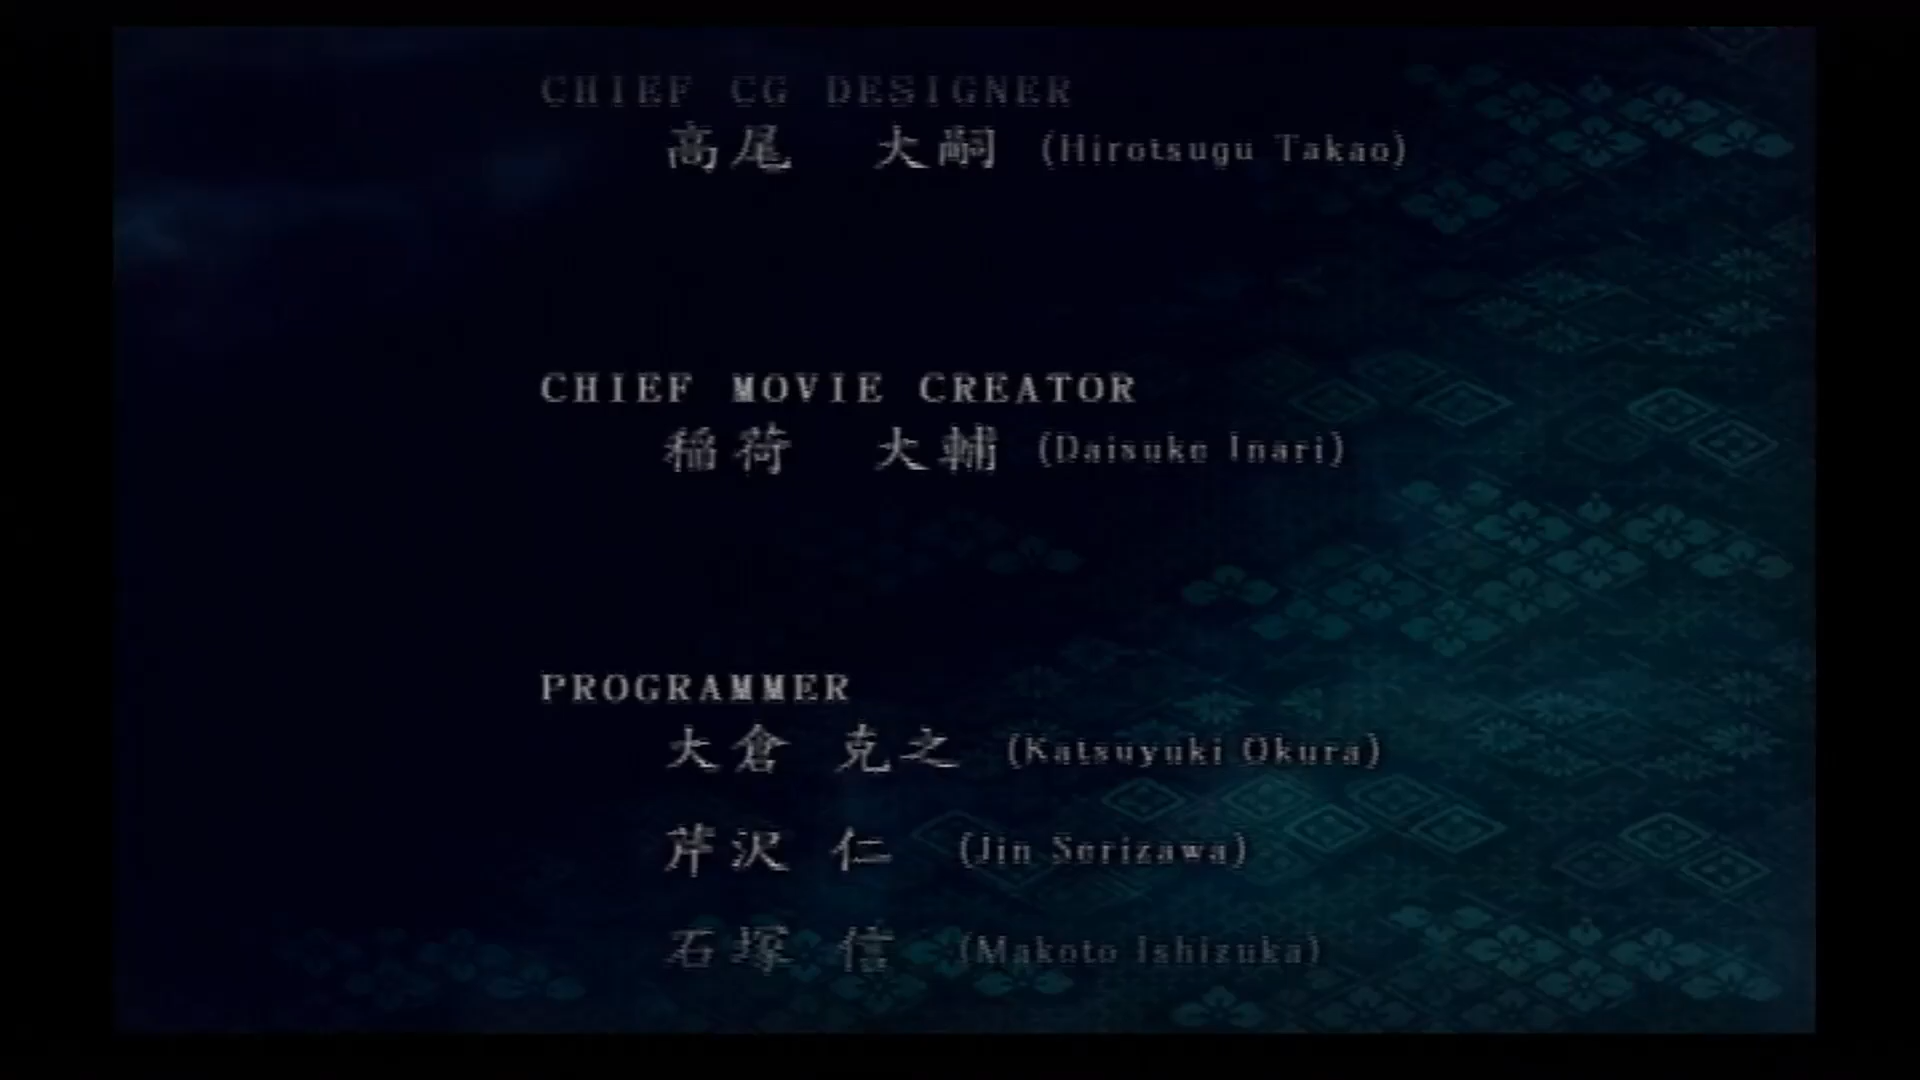 CHIEF CG DESIGNER
高尾 大嗣 (Hirotsugu Takao)
CHIEF MOVIE CREATOR
稲荷 大輔 (Daisuke Inari)
PROGRAMMER
大倉 克之 (Katsuyuki Okura)
芹沢 仁 (Jin Serizawa)
石塚 信 (Makoto Ishizuka)